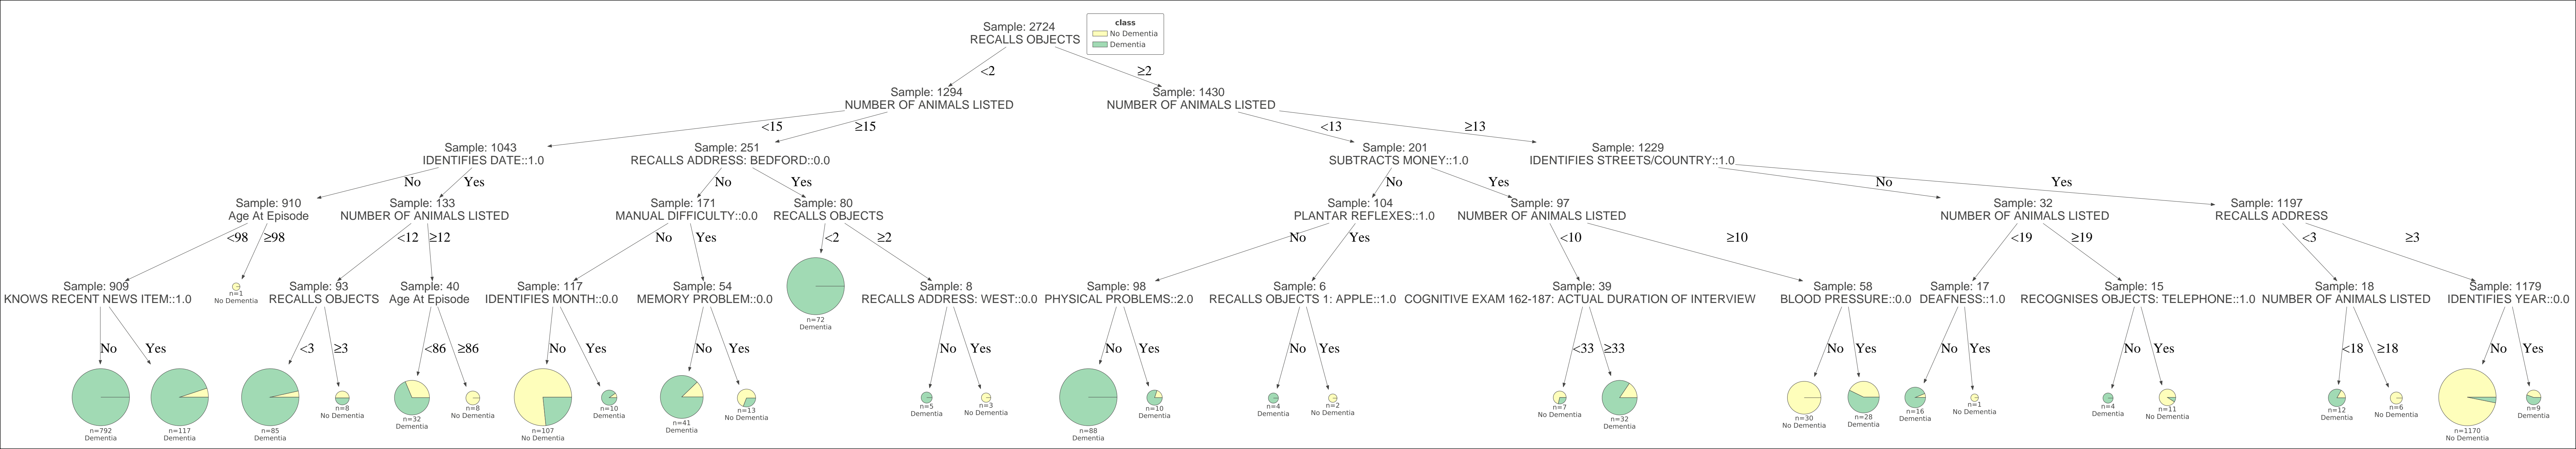 Sample: 2724
RECALLS OBJECTS
class
No Dementia
Dementia
<2
≥2
Sample: 1294
NUMBER OF ANIMALS LISTED
Sample: 1430
NUMBER OF ANIMALS LISTED
<15
≥15
<13
≥13
Sample: 1043
IDENTIFIES DATE::1.0
Sample: 251
RECALLS ADDRESS: BEDFORD::0.0
Sample: 201
SUBTRACTS MONEY::1.0
Sample: 1229
IDENTIFIES STREETS/COUNTRY::1.0
No
Yes
No
Yes
No
Yes
No
Yes
Sample: 910
Age At Episode
Sample: 133
NUMBER OF ANIMALS LISTED
Sample: 171
MANUAL DIFFICULTY::0.0
Sample: 80
RECALLS OBJECTS
Sample: 104
PLANTAR REFLEXES::1.0
Sample: 97
NUMBER OF ANIMALS LISTED
Sample: 32
NUMBER OF ANIMALS LISTED
Sample: 1197
RECALLS ADDRESS
<98
≥98
<12
≥12
No
Yes
<2
≥2
No
Yes
<10
≥10
<19
≥19
<3
≥3
Sample: 909
KNOWS RECENT NEWS ITEM::1.0
n=1
No Dementia
Sample: 93
RECALLS OBJECTS
Sample: 40
Age At Episode
Sample: 117
IDENTIFIES MONTH::0.0
Sample: 54
MEMORY PROBLEM::0.0
n=72
Dementia
Sample: 8
RECALLS ADDRESS: WEST::0.0
Sample: 98
PHYSICAL PROBLEMS::2.0
Sample: 6
RECALLS OBJECTS 1: APPLE::1.0
Sample: 39
COGNITIVE EXAM 162-187: ACTUAL DURATION OF INTERVIEW
Sample: 58
BLOOD PRESSURE::0.0
Sample: 17
DEAFNESS::1.0
Sample: 15
RECOGNISES OBJECTS: TELEPHONE::1.0
Sample: 18
NUMBER OF ANIMALS LISTED
Sample: 1179
IDENTIFIES YEAR::0.0
No
Yes
<3
≥3
<86
≥86
No
Yes
No
Yes
No
Yes
No
Yes
No
Yes
<33
≥33
No
Yes
No
Yes
No
Yes
<18
≥18
No
Yes
n=792
Dementia
n=117
Dementia
n=85
Dementia
n=8
No Dementia
n=32
Dementia
n=8
No Dementia
n=107
No Dementia
n=10
Dementia
n=41
Dementia
n=13
No Dementia
n=5
Dementia
n=3
No Dementia
n=88
Dementia
n=10
Dementia
n=4
Dementia
n=2
No Dementia
n=7
No Dementia
n=32
Dementia
n=30
No Dementia
n=28
Dementia
n=16
Dementia
n=1
No Dementia
n=4
Dementia
n=11
No Dementia
n=12
Dementia
n=6
No Dementia
n=1170
No Dementia
n=9
Dementia